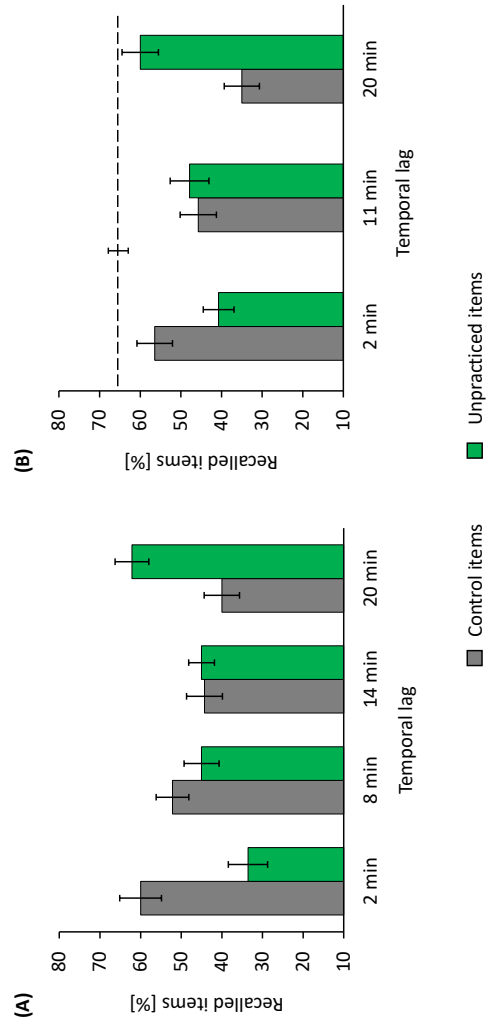 (A)
80
70
60
50
40
30
20
10
Recalled items [%]
2 min 8 min 14 min 20 min
Temporal lag
(B)
80
70
60
50
40
30
20
10
Recalled items [%]
2 min 11 min 20 min
Temporal lag
Control items Unpracticed items